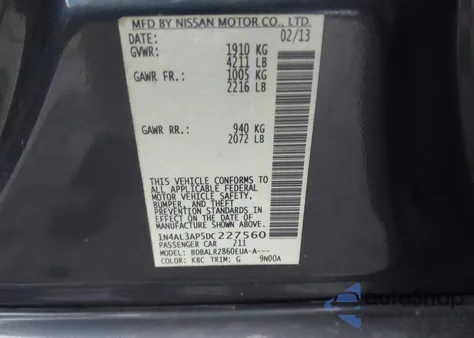 MFD BY NISSAN MOTOR CO., LTD.
DATE: 02/13
GVWR: 1910 KG
4211 LB
GAWR FR.: 1005 KG
2216 LB
GAWR RR.: 940 KG
2072 LB
THIS VEHICLE CONFORMS TO
ALL APPLICABLE FEDERAL
MOTOR VEHICLE SAFETY,
BUMPER, AND THEFT
PREVENTION STANDARDS
IN EFFECT ON THE DATE OF
MANUFACTURE SHOWN ABOVE.
1N4AL3AP5DC227560
PASSENGER CAR 211
MODEL: BDBALRZ860EUA-A---
COLOR: KBC TRIM: G 9N00A
AutoSnap